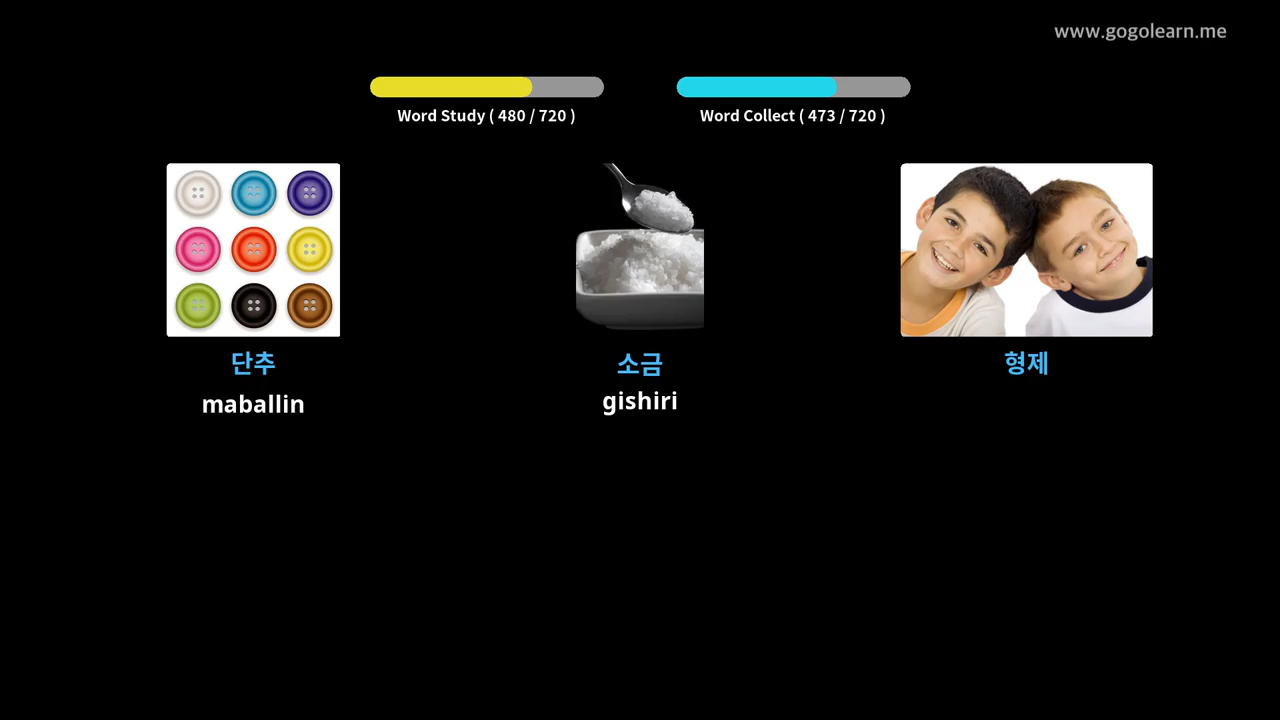 www.gogolearn.me
Word Study ( 480 / 720 )
Word Collect ( 473 / 720 )
단추
maballin
소금
gishiri
형제